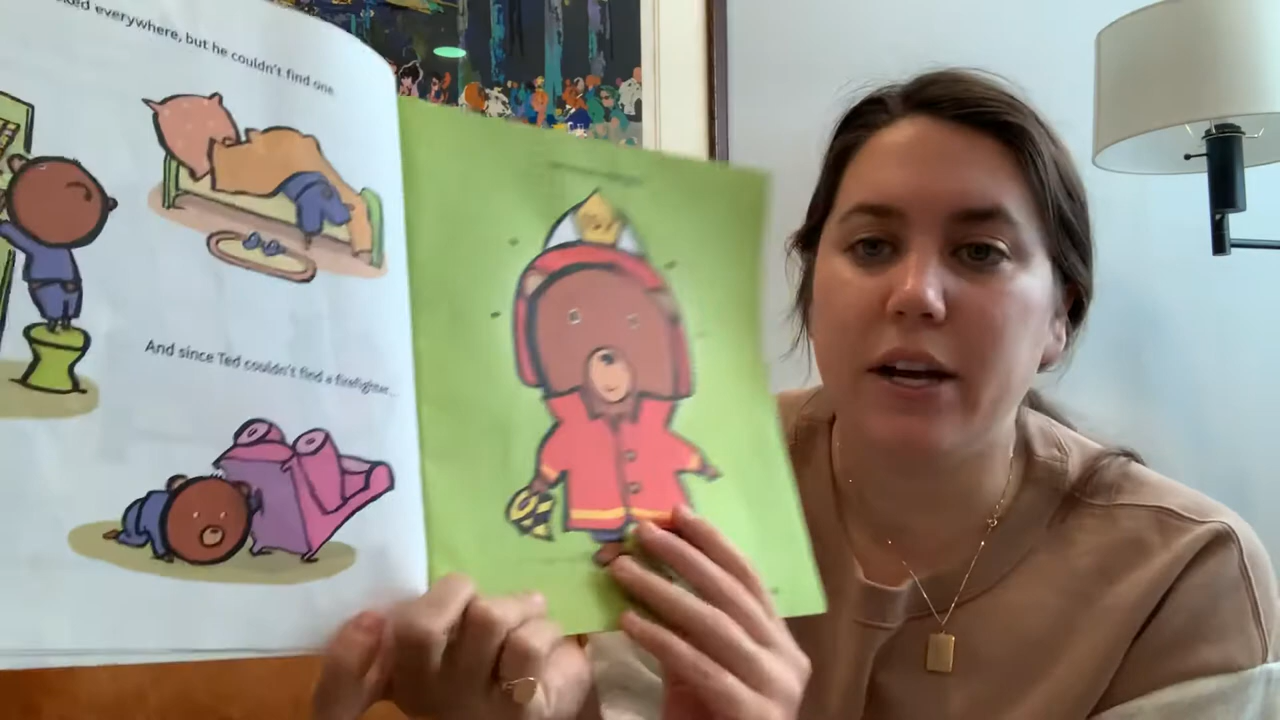 everywhere, but he couldn't find one
And since Ted couldn't find a firefighter...